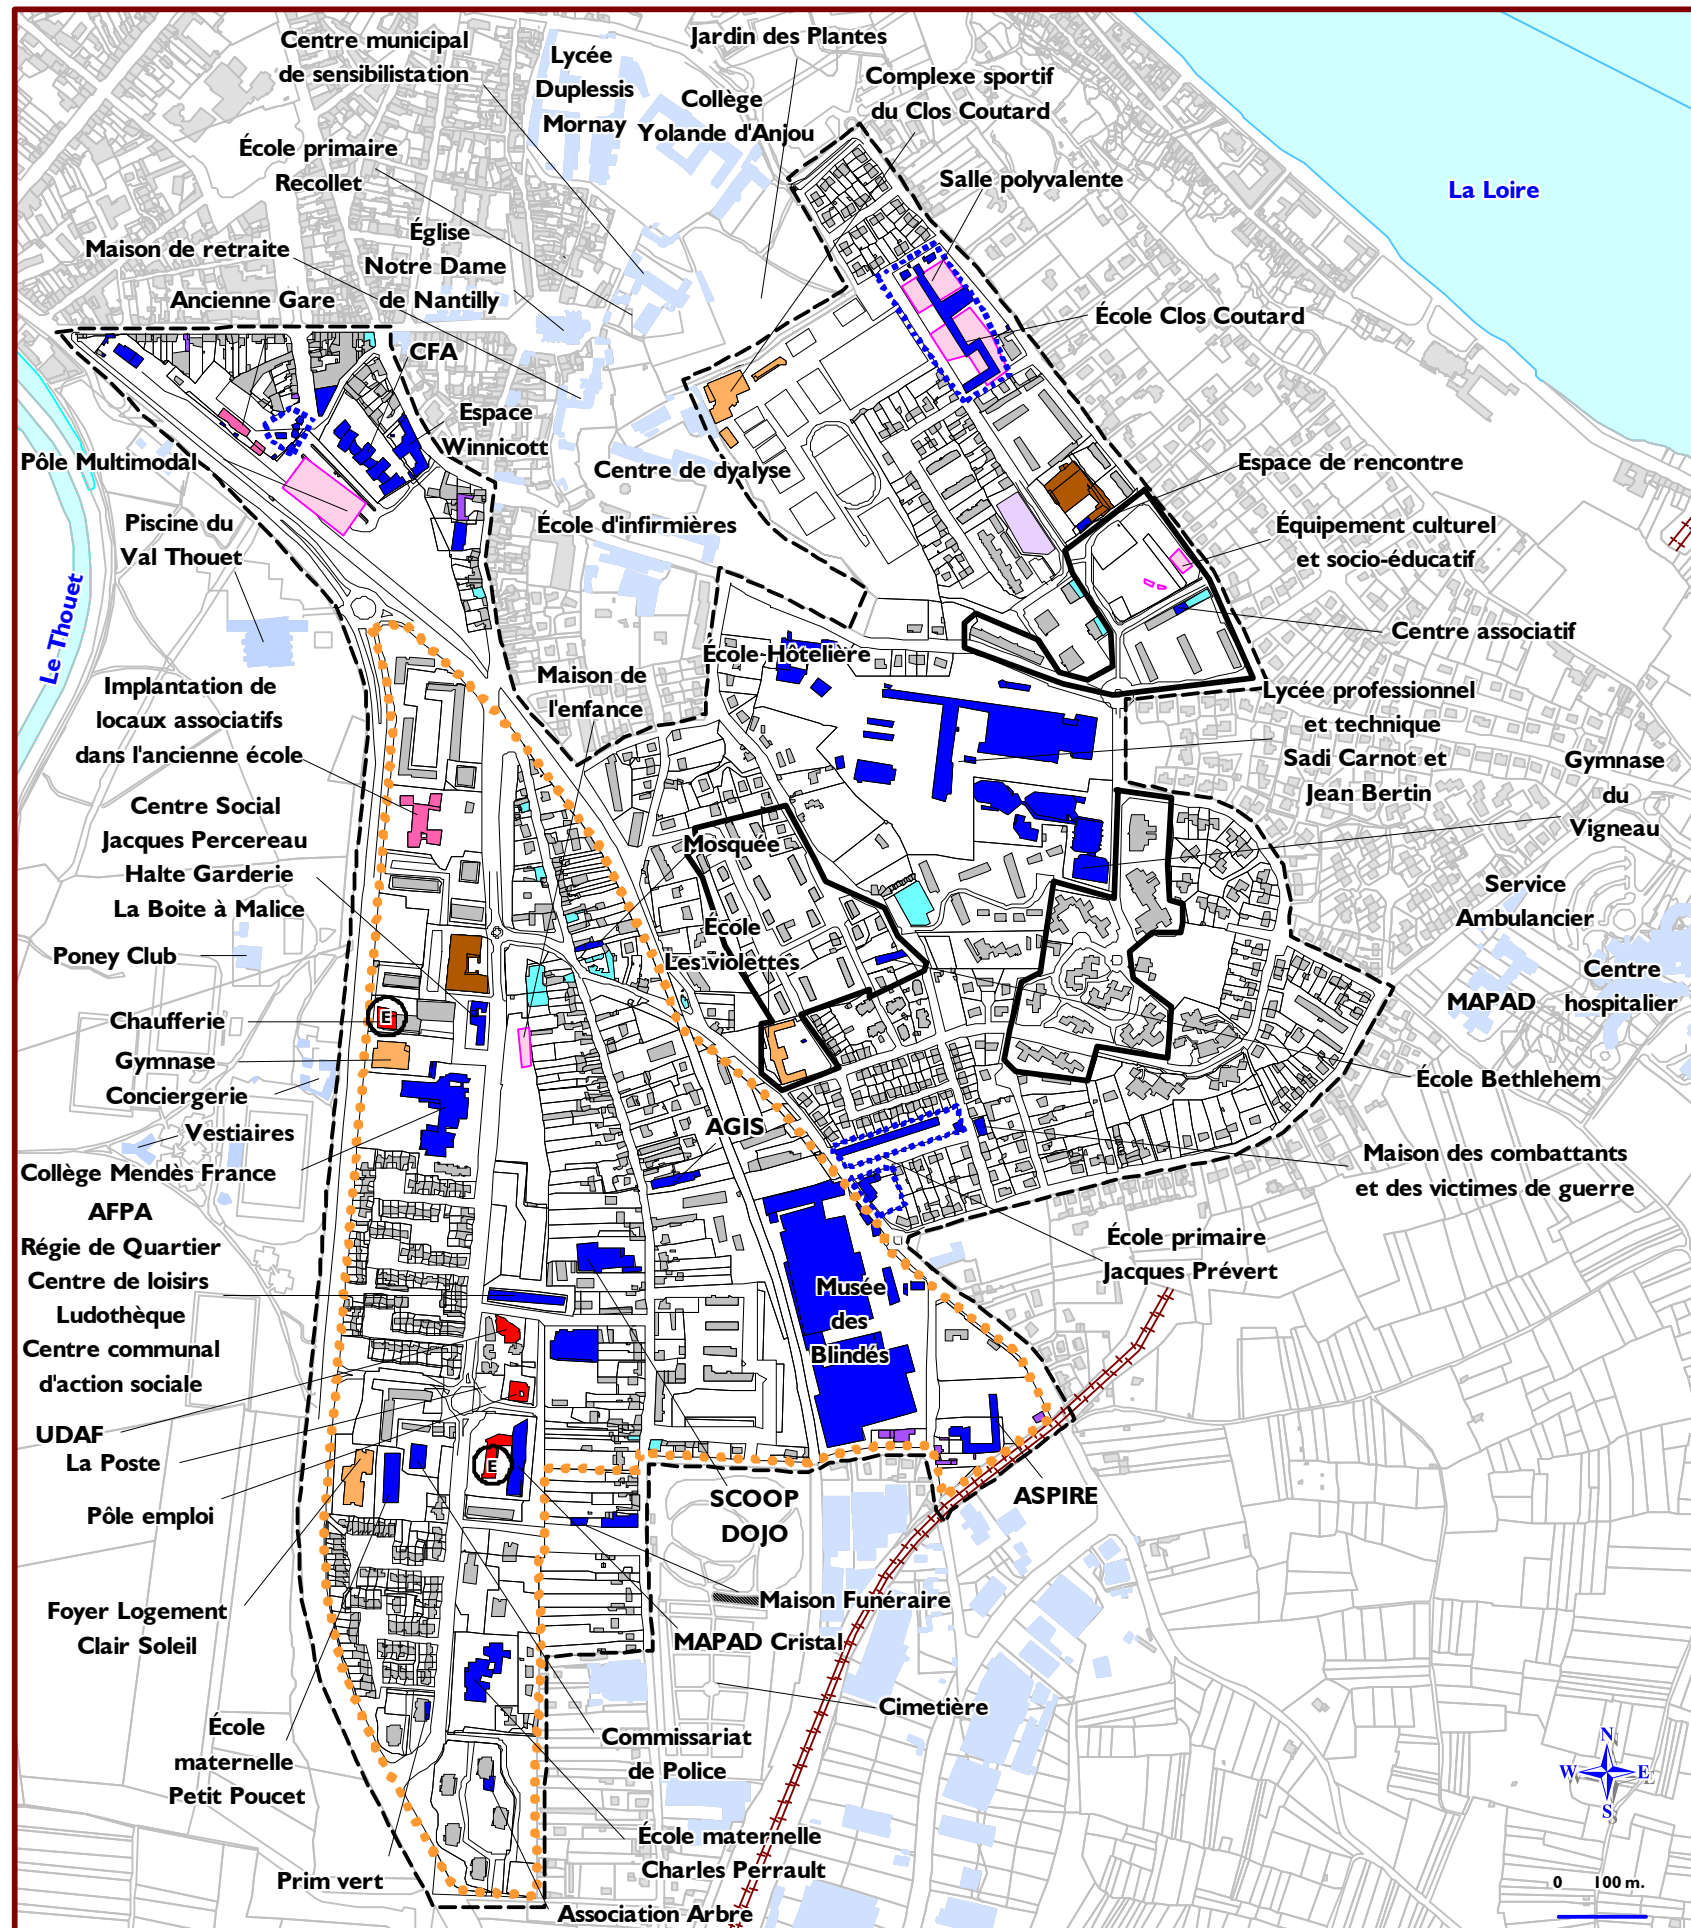 Centre municipal
de sensibilistation
Lycée
Duplessis
Mornay
Jardin des Plantes
Collège
Yolande d'Anjou
Complexe sportif
du Clos Coutard
École primaire
Recollet
Salle polyvalente
La Loire
Maison de retraite
Église
Notre Dame
de Nantilly
Ancienne Gare
École Clos Coutard
CFA
Espace
Winnicott
Pôle Multimodal
Centre de dyalyse
Espace de rencontre
Piscine du
Val Thouet
École d'infirmières
Équipement culturel
et socio-éducatif
Le Thouet
Centre associatif
École Hôtelière
Implantation de
locaux associatifs
dans l'ancienne école
Maison de
l'enfance
Lycée professionnel
et technique
Sadi Carnot et
Jean Bertin
Gymnase
du
Vigneau
Centre Social
Jacques Percereau
Halte Garderie
La Boite à Malice
Mosquée
Service
Ambulancier
École
Les violettes
Poney Club
Centre
hospitalier
MAPAD
Chaufferie
E
Gymnase
Conciergerie
École Bethlehem
Vestiaires
AGIS
Collège Mendès France
Maison des combattants
et des victimes de guerre
AFPA
Régie de Quartier
Centre de loisirs
Ludothèque
Centre communal
d'action sociale
École primaire
Jacques Prévert
Musée
des
Blindés
UDAF
La Poste
E
Pôle emploi
SCOOP
DOJO
ASPIRE
Foyer Logement
Clair Soleil
Maison Funéraire
MAPAD Cristal
Cimetière
École
maternelle
Petit Poucet
Commissariat
de Police
N
W
E
S
École maternelle
Charles Perrault
Prim vert
Association Arbre
0 100 m.